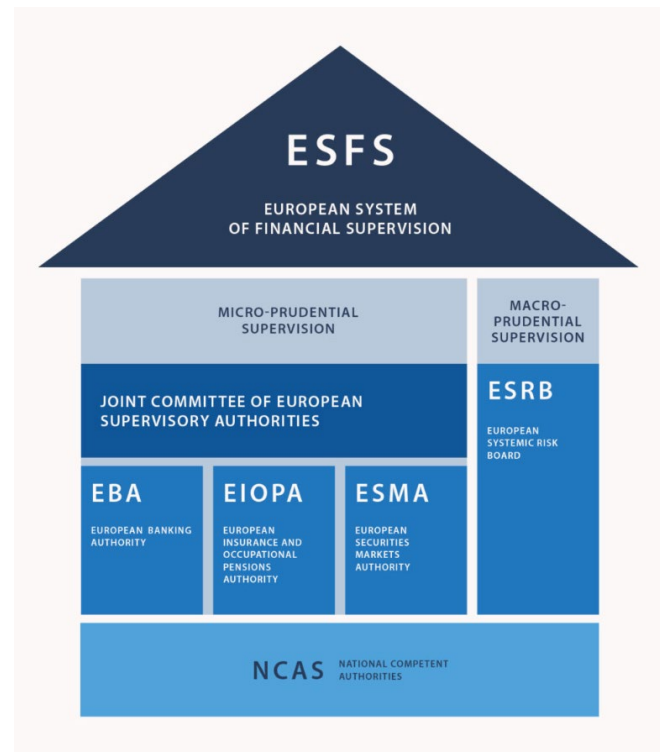 ESFS
EUROPEAN SYSTEM
OF FINANCIAL SUPERVISION
MICRO-PRUDENTIAL
SUPERVISION
MACRO-
PRUDENTIAL
SUPERVISION
JOINT COMMITTEE OF EUROPEAN
SUPERVISORY AUTHORITIES
ESRB
EUROPEAN
SYSTEMIC RISK
BOARD
EBA
EUROPEAN BANKING
AUTHORITY
EIOPA
EUROPEAN
INSURANCE AND
OCCUPATIONAL
PENSIONS
AUTHORITY
ESMA
EUROPEAN
SECURITIES
MARKETS
AUTHORITY
NCAS
NATIONAL COMPETENT
AUTHORITIES